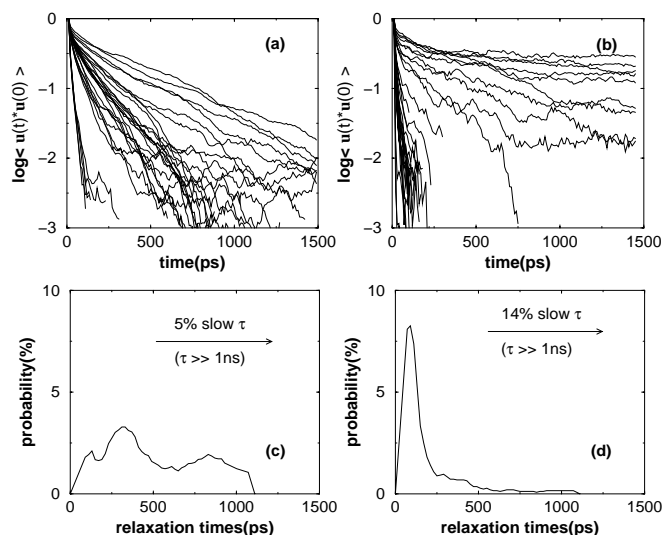 (a)
log< u(t)*u(0) >
−0
−1
−2
−3
0 500 1000 1500
time(ps)
(b)
log< u(t)*u(0) >
−0
−1
−2
−3
0 500 1000 1500
time(ps)
(c)
probability(%)
10
5
0
5% slow τ
(τ >> 1ns)
0 500 1000 1500
relaxation times(ps)
(d)
probability(%)
10
5
0
14% slow τ
(τ >> 1ns)
0 500 1000 1500
relaxation times(ps)